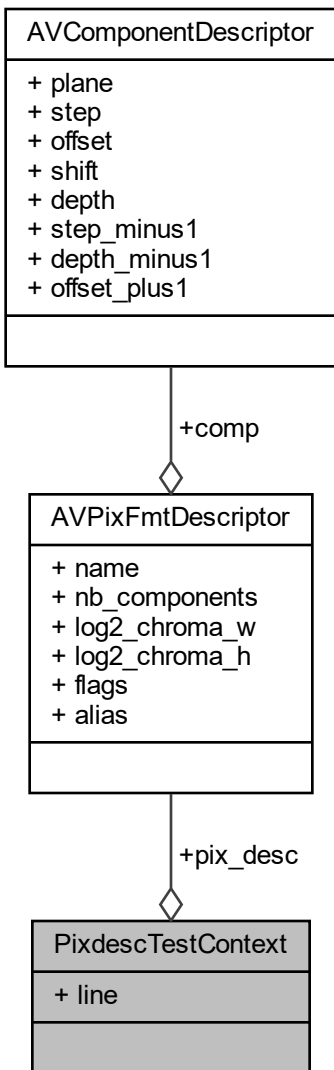 AVComponentDescriptor
+ plane
+ step
+ offset
+ shift
+ depth
+ step_minus1
+ depth_minus1
+ offset_plus1
+comp
AVPixFmtDescriptor
+ name
+ nb_components
+ log2_chroma_w
+ log2_chroma_h
+ flags
+ alias
+pix_desc
PixdescTestContext
+ line